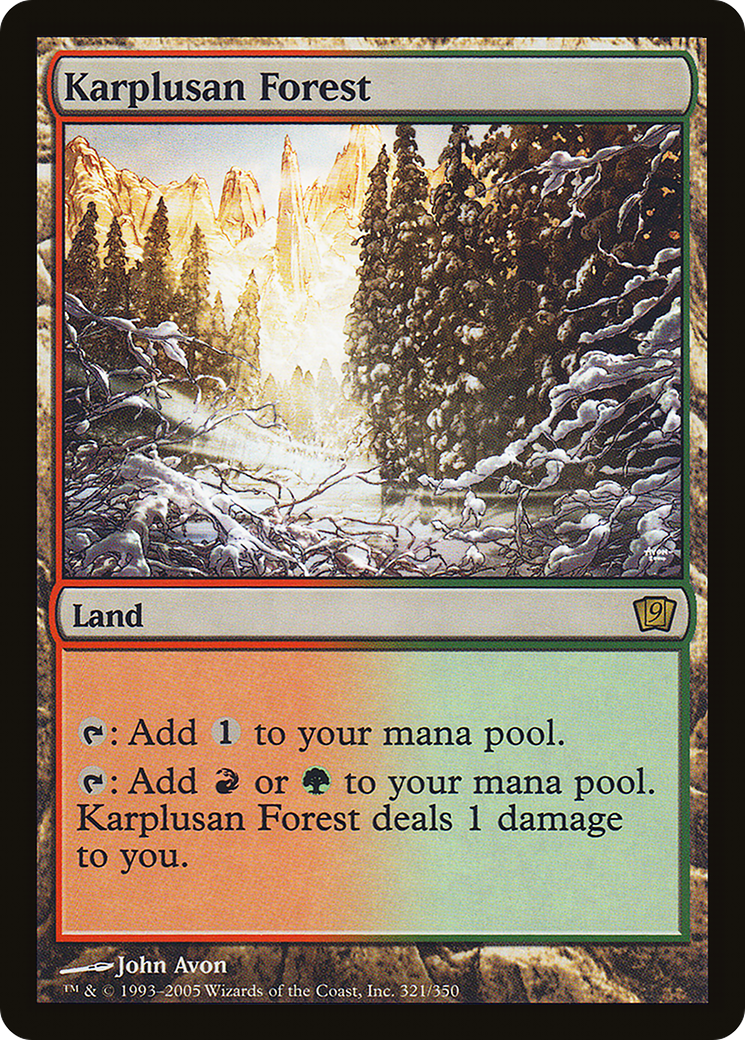 Karplusan Forest
AVON
Land
9
: Add 1 to your mana pool.
: Add or to your mana pool.
Karplusan Forest deals 1 damage
to you.
John Avon
™ & © 1993–2005 Wizards of the Coast, Inc. 321/350